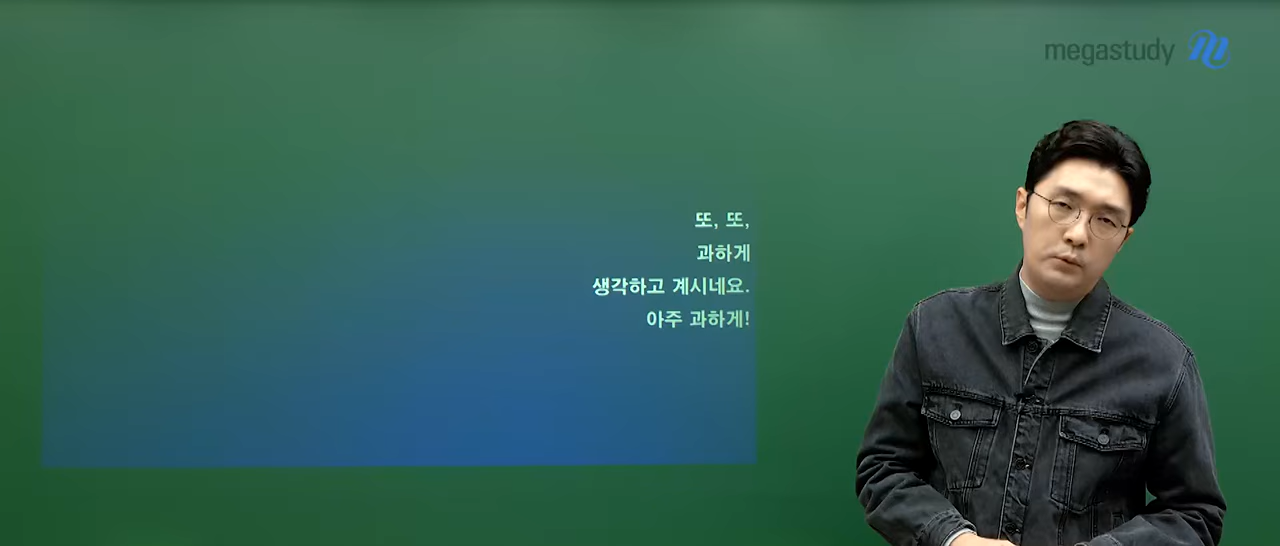 megastudy
또, 또,
과하게
생각하고 계시네요.
아주 과하게!